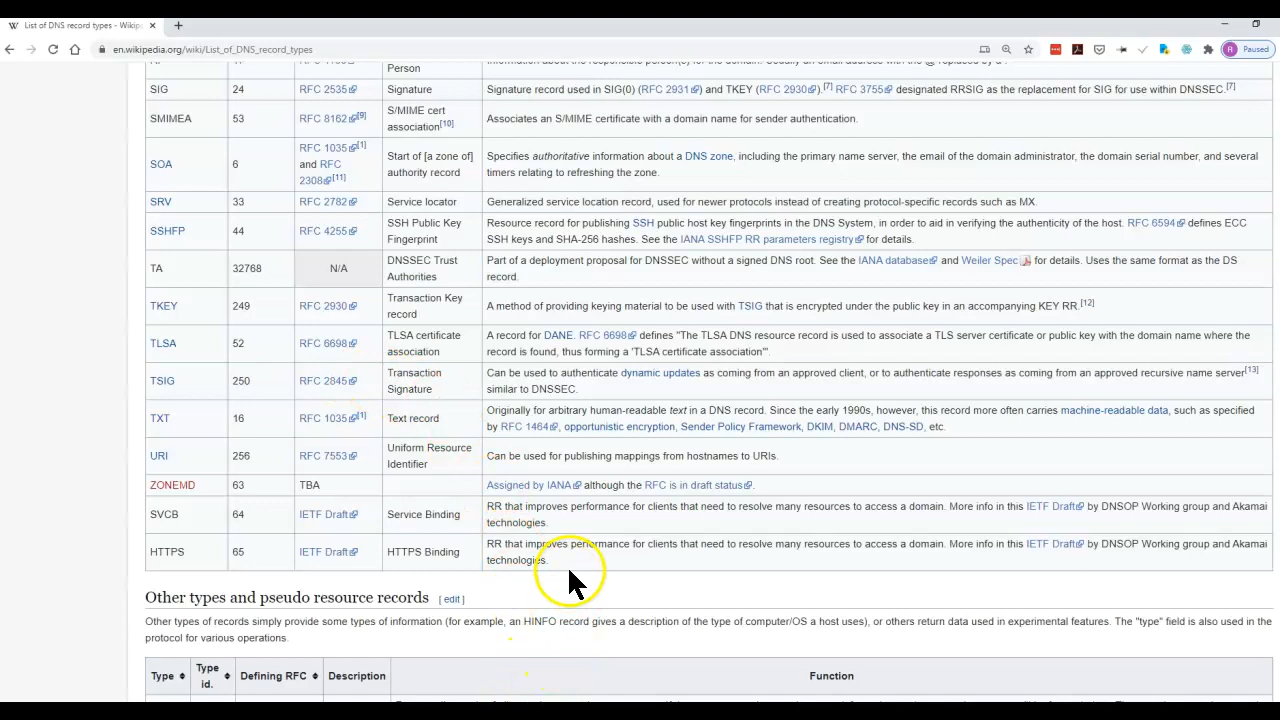 List of DNS record types - Wikip
en.wikipedia.org/wiki/List_of_DNS_record_types
R Paused
Person
SIG 24 RFC 2535 Signature Signature record used in SIG(0) (RFC 2931) and TKEY (RFC 2930).[7] RFC 3755 designated RRSIG as the replacement for SIG for use within DNSSEC.[7]
SMIMEA 53 RFC 8162[9] S/MIME cert association[10] Associates an S/MIME certificate with a domain name for sender authentication.
SOA 6 RFC 1035[1] and RFC 2308[11] Start of [a zone of] authority record Specifies authoritative information about a DNS zone, including the primary name server, the email of the domain administrator, the domain serial number, and several
timers relating to refreshing the zone.
SRV 33 RFC 2782 Service locator Generalized service location record, used for newer protocols instead of creating protocol-specific records such as MX.
SSHFP 44 RFC 4255 SSH Public Key Fingerprint Resource record for publishing SSH public host key fingerprints in the DNS System, in order to aid in verifying the authenticity of the host. RFC 6594 defines ECC
SSH keys and SHA-256 hashes. See the IANA SSHFP RR parameters registry for details.
TA 32768 N/A DNSSEC Trust Authorities Part of a deployment proposal for DNSSEC without a signed DNS root. See the IANA database and Weiler Spec for details. Uses the same format as the DS
record.
TKEY 249 RFC 2930 Transaction Key record A method of providing keying material to be used with TSIG that is encrypted under the public key in an accompanying KEY RR.[12]
TLSA 52 RFC 6698 TLSA certificate association A record for DANE. RFC 6698 defines "The TLSA DNS resource record is used to associate a TLS server certificate or public key with the domain name where the
record is found, thus forming a 'TLSA certificate association'".
TSIG 250 RFC 2845 Transaction Signature Can be used to authenticate dynamic updates as coming from an approved client, or to authenticate responses as coming from an approved recursive name server[13]
similar to DNSSEC.
TXT 16 RFC 1035[1] Text record Originally for arbitrary human-readable text in a DNS record. Since the early 1990s, however, this record more often carries machine-readable data, such as specified
by RFC 1464, opportunistic encryption, Sender Policy Framework, DKIM, DMARC, DNS-SD, etc.
URI 256 RFC 7553 Uniform Resource Identifier Can be used for publishing mappings from hostnames to URIs.
ZONEMD 63 TBA Assigned by IANA although the RFC is in draft status.
SVCB 64 IETF Draft Service Binding RR that improves performance for clients that need to resolve many resources to access a domain. More info in this IETF Draft by DNSOP Working group and Akamai
technologies.
HTTPS 65 IETF Draft HTTPS Binding RR that improves performance for clients that need to resolve many resources to access a domain. More info in this IETF Draft by DNSOP Working group and Akamai
technologies.
Other types and pseudo resource records [ edit ]
Other types of records simply provide some types of information (for example, an HINFO record gives a description of the type of computer/OS a host uses), or others return data used in experimental features. The "type" field is also used in the
protocol for various operations.
Type Type id. Defining RFC Description Function